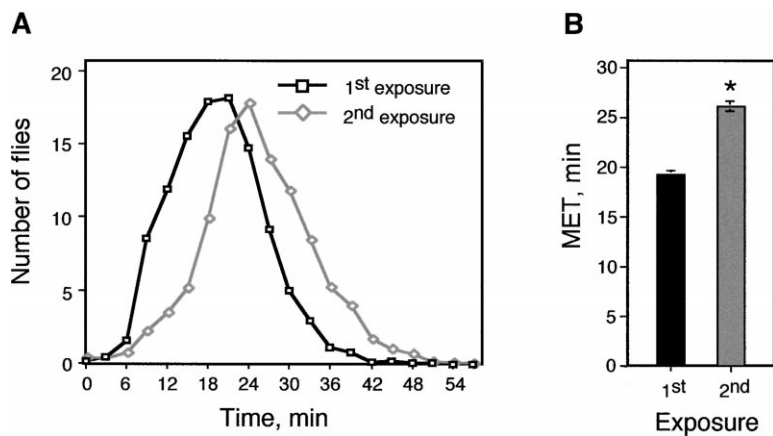 A
Number of flies
20
15
10
5
0
1st exposure
2nd exposure
0 6 12 18 24 30 36 42 48 54
Time, min
B
MET, min
30
25
20
15
10
5
0
*
1st 2nd
Exposure